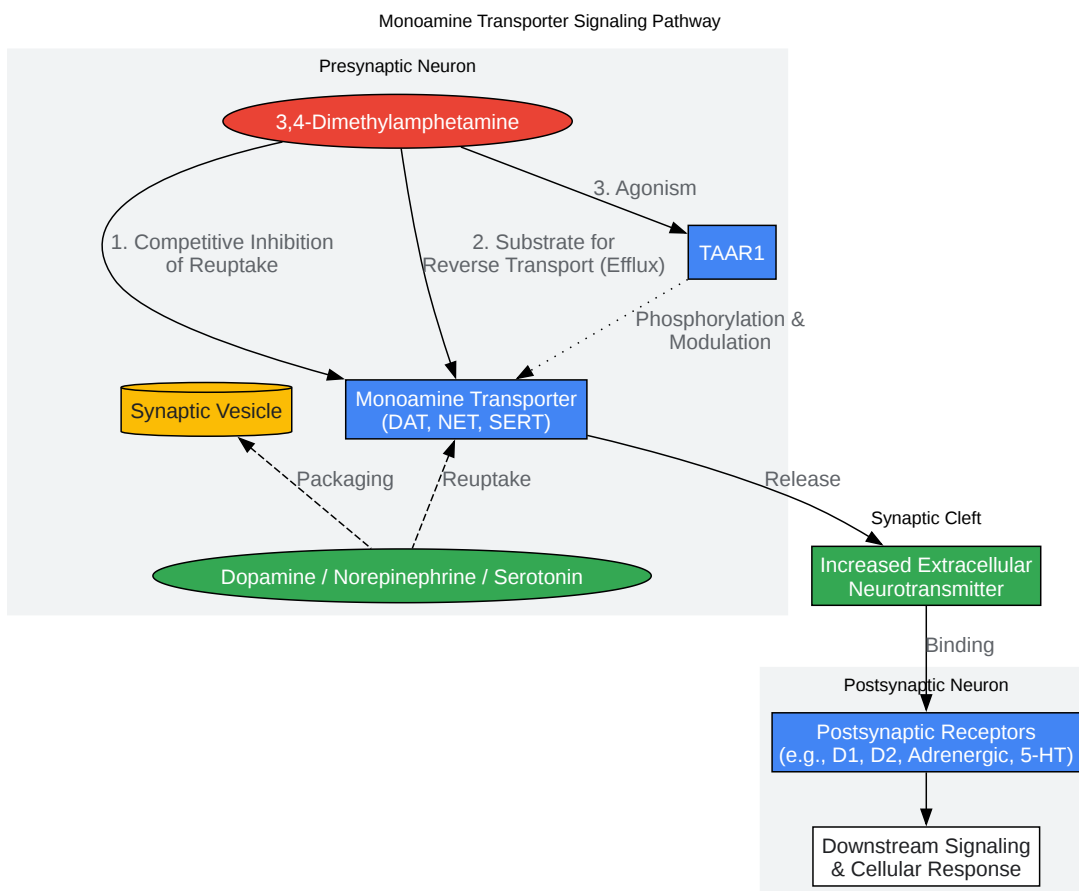 Monoamine Transporter Signaling Pathway
Presynaptic Neuron
3,4-Dimethylamphetamine
3. Agonism
1. Competitive Inhibition
of Reuptake
2. Substrate for
Reverse Transport (Efflux)
TAAR1
Phosphorylation &
Modulation
Synaptic Vesicle
Monoamine Transporter
(DAT, NET, SERT)
Packaging
Reuptake
Release
Synaptic Cleft
Dopamine / Norepinephrine / Serotonin
Increased Extracellular
Neurotransmitter
Binding
Postsynaptic Neuron
Postsynaptic Receptors
(e.g., D1, D2, Adrenergic, 5-HT)
Downstream Signaling
& Cellular Response